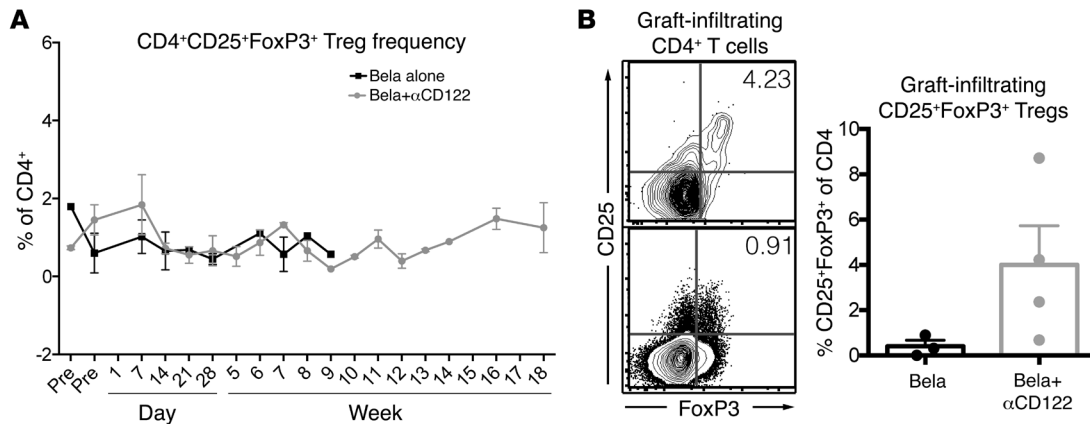 A
CD4⁺CD25⁺FoxP3⁺ Treg frequency
Bela alone
Bela+αCD122
% of CD4⁺
6
4
2
0
-2
Pre Pre 1 7 14 21 28 5 6 7 8 9 10 11 12 13 14 15 16 17 18
Day Week
B
Graft-infiltrating
CD4⁺ T cells
4.23
0.91
CD25
FoxP3
Graft-infiltrating
CD25⁺FoxP3⁺ Tregs
% CD25⁺FoxP3⁺ of CD4
10
8
6
4
2
0
Bela Bela+
αCD122